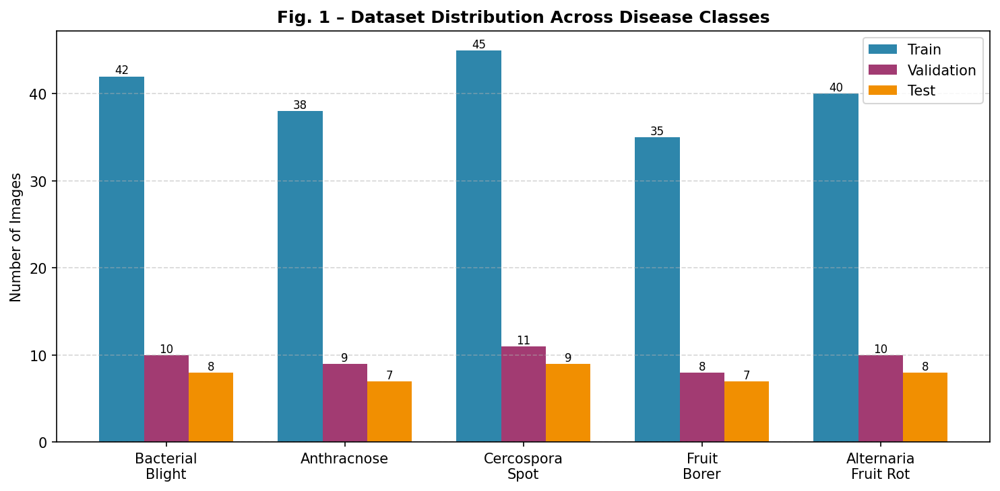 Fig. 1 – Dataset Distribution Across Disease Classes
Train
Validation
Test
Number of Images
40
30
20
10
0
42
10
8
38
9
7
45
11
9
35
8
7
40
10
8
Bacterial
Blight
Anthracnose
Cercospora
Spot
Fruit
Borer
Alternaria
Fruit Rot